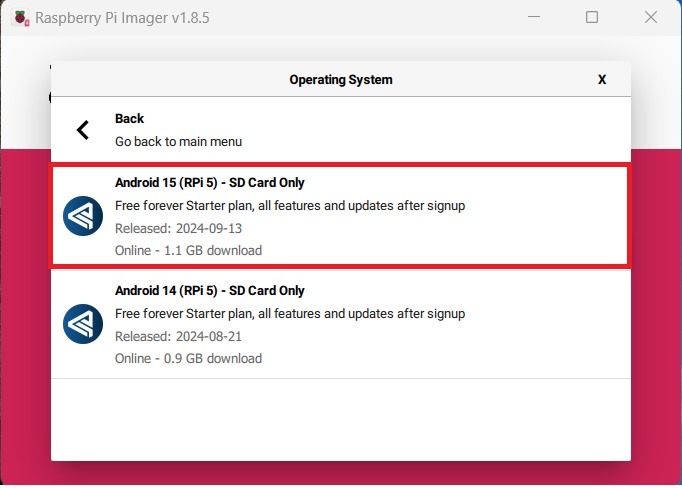 Raspberry Pi Imager v1.8.5
Operating System
X
Back
Go back to main menu
Android 15 (RPi 5) - SD Card Only
Free forever Starter plan, all features and updates after signup
Released: 2024-09-13
Online - 1.1 GB download
Android 14 (RPi 5) - SD Card Only
Free forever Starter plan, all features and updates after signup
Released: 2024-08-21
Online - 0.9 GB download